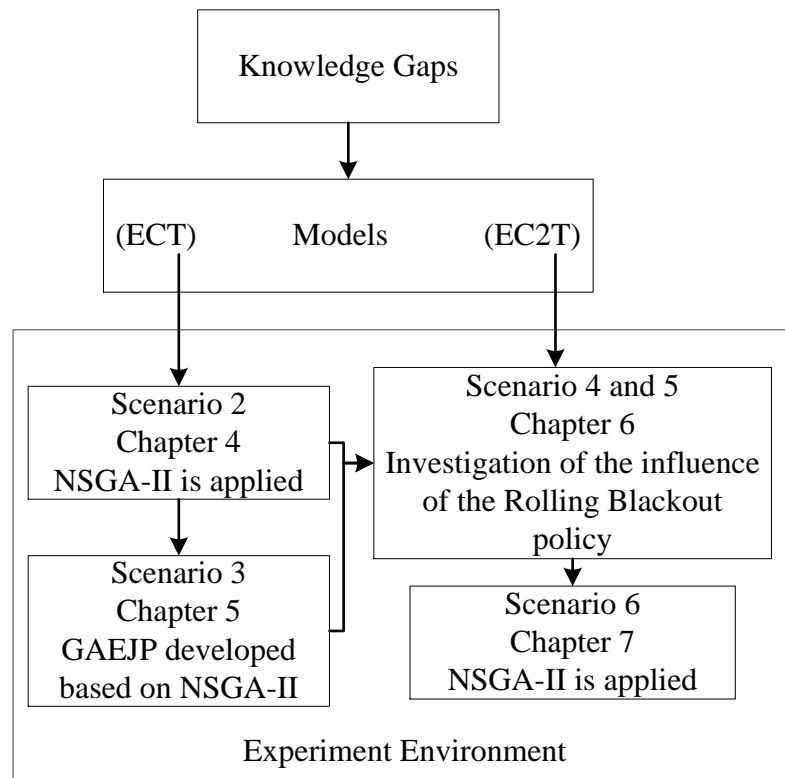 Knowledge Gaps
(ECT) Models (EC2T)
Scenario 2
Chapter 4
NSGA-II is applied
Scenario 3
Chapter 5
GAEJP developed
based on NSGA-II
Scenario 4 and 5
Chapter 6
Investigation of the influence
of the Rolling Blackout
policy
Scenario 6
Chapter 7
NSGA-II is applied
Experiment Environment